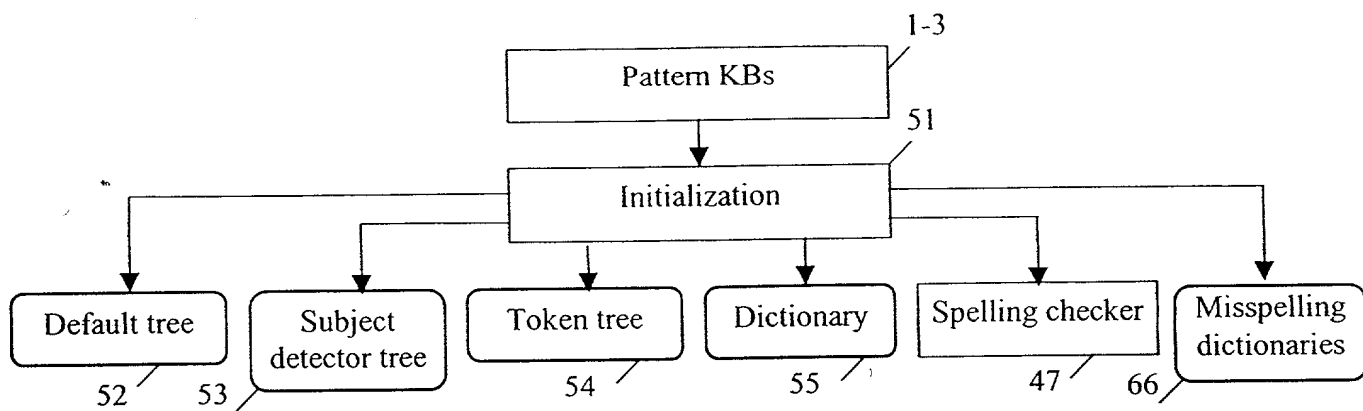 1-3
Pattern KBs
51
Initialization
Default tree
Subject
detector tree
Token tree
Dictionary
Spelling checker
Misspelling
dictionaries
52
53
54
55
47
66